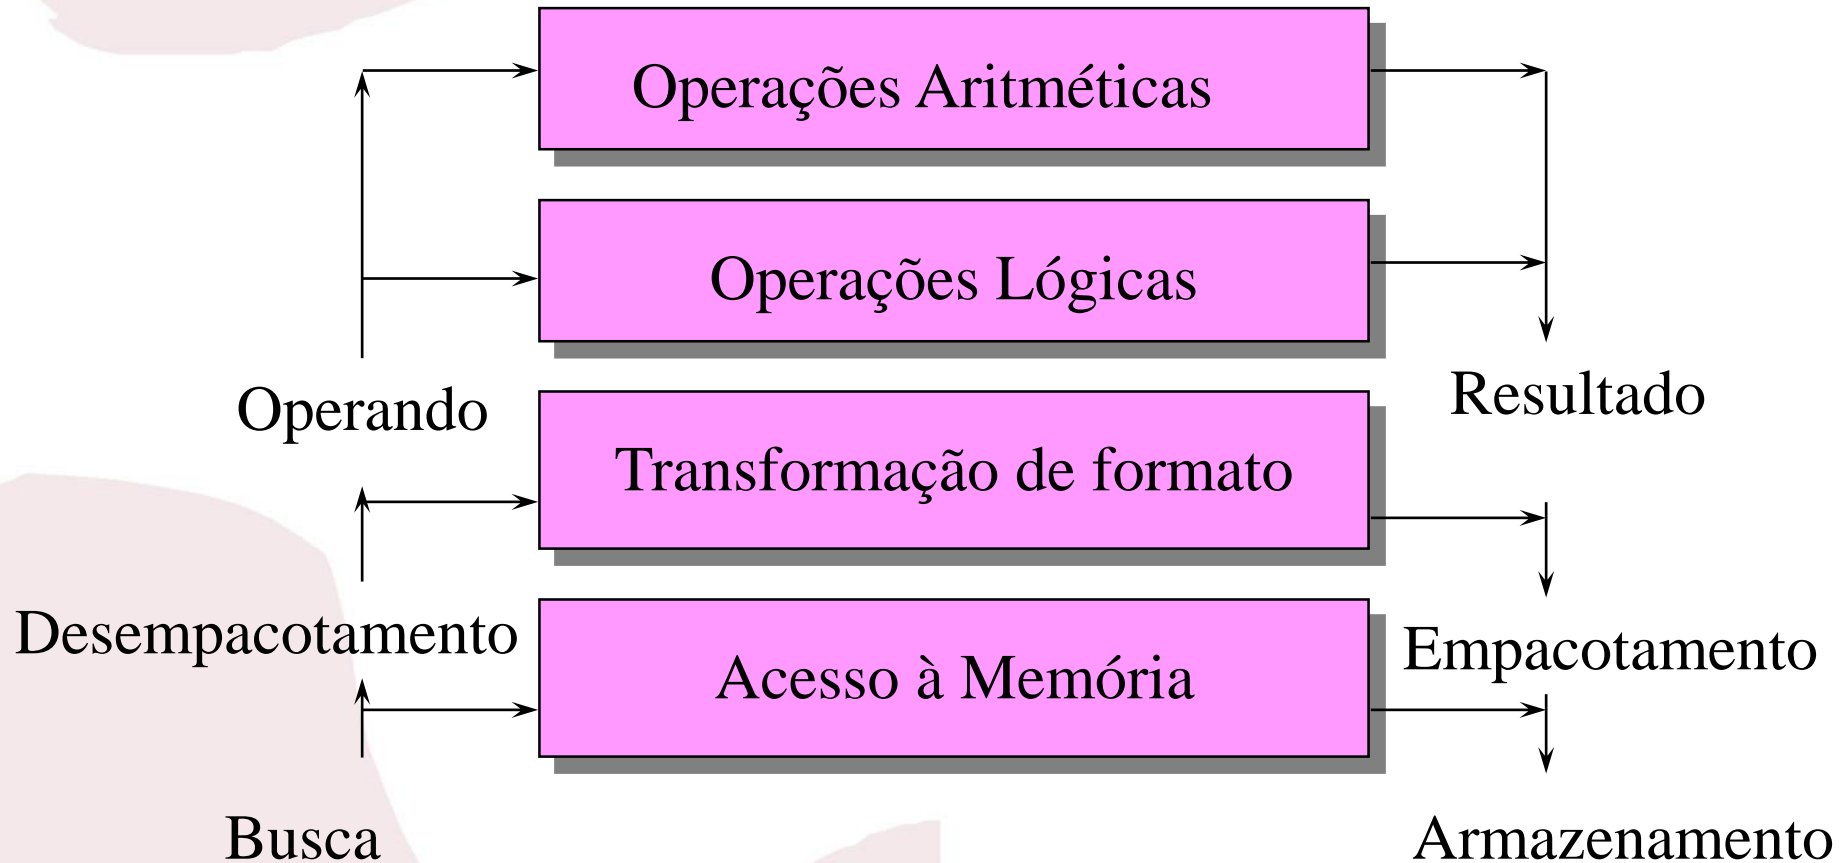 Operações Aritméticas
Operações Lógicas
Operando
Resultado
Transformação de formato
Desempacotamento
Empacotamento
Acesso à Memória
Busca
Armazenamento